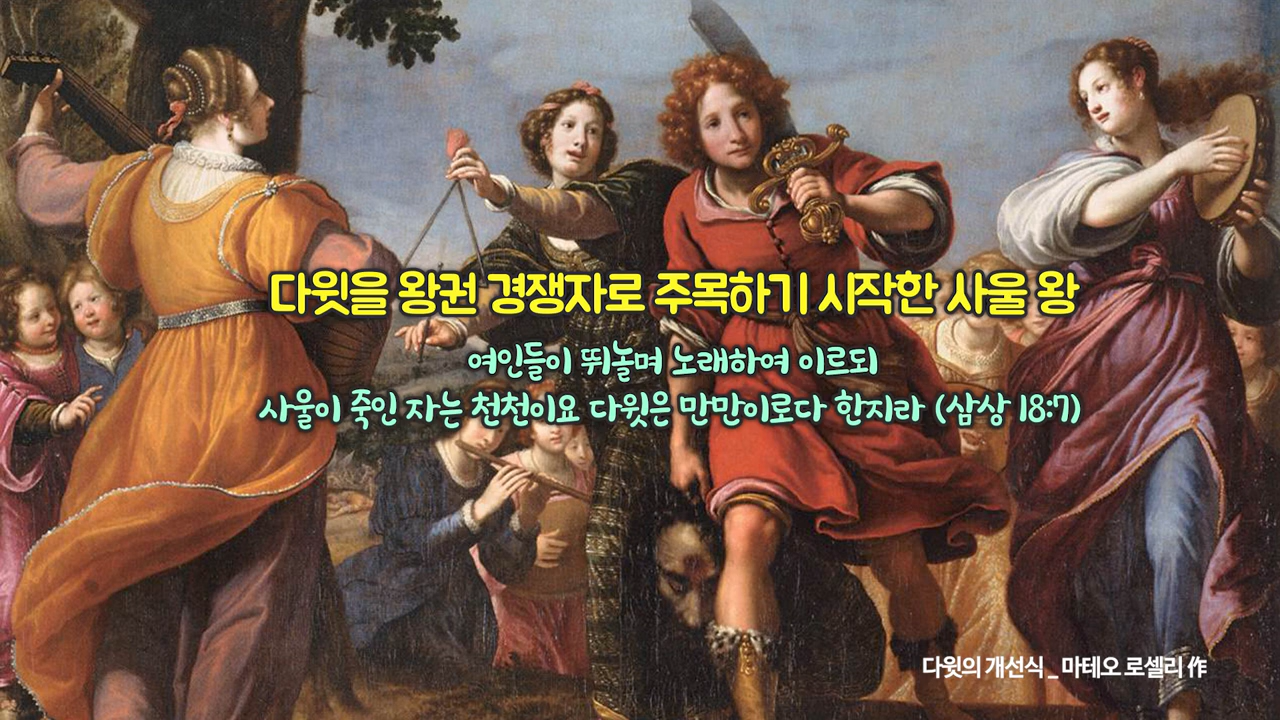 다윗을 왕권 경쟁자로 주목하기 시작한 사울 왕
여인들이 뛰놀며 노래하여 이르되
사울이 죽인 자는 천천이요 다윗은 만만이로다 한지라 (삼상 18:7)
다윗의 개선식 _ 마테오 로셀리 作